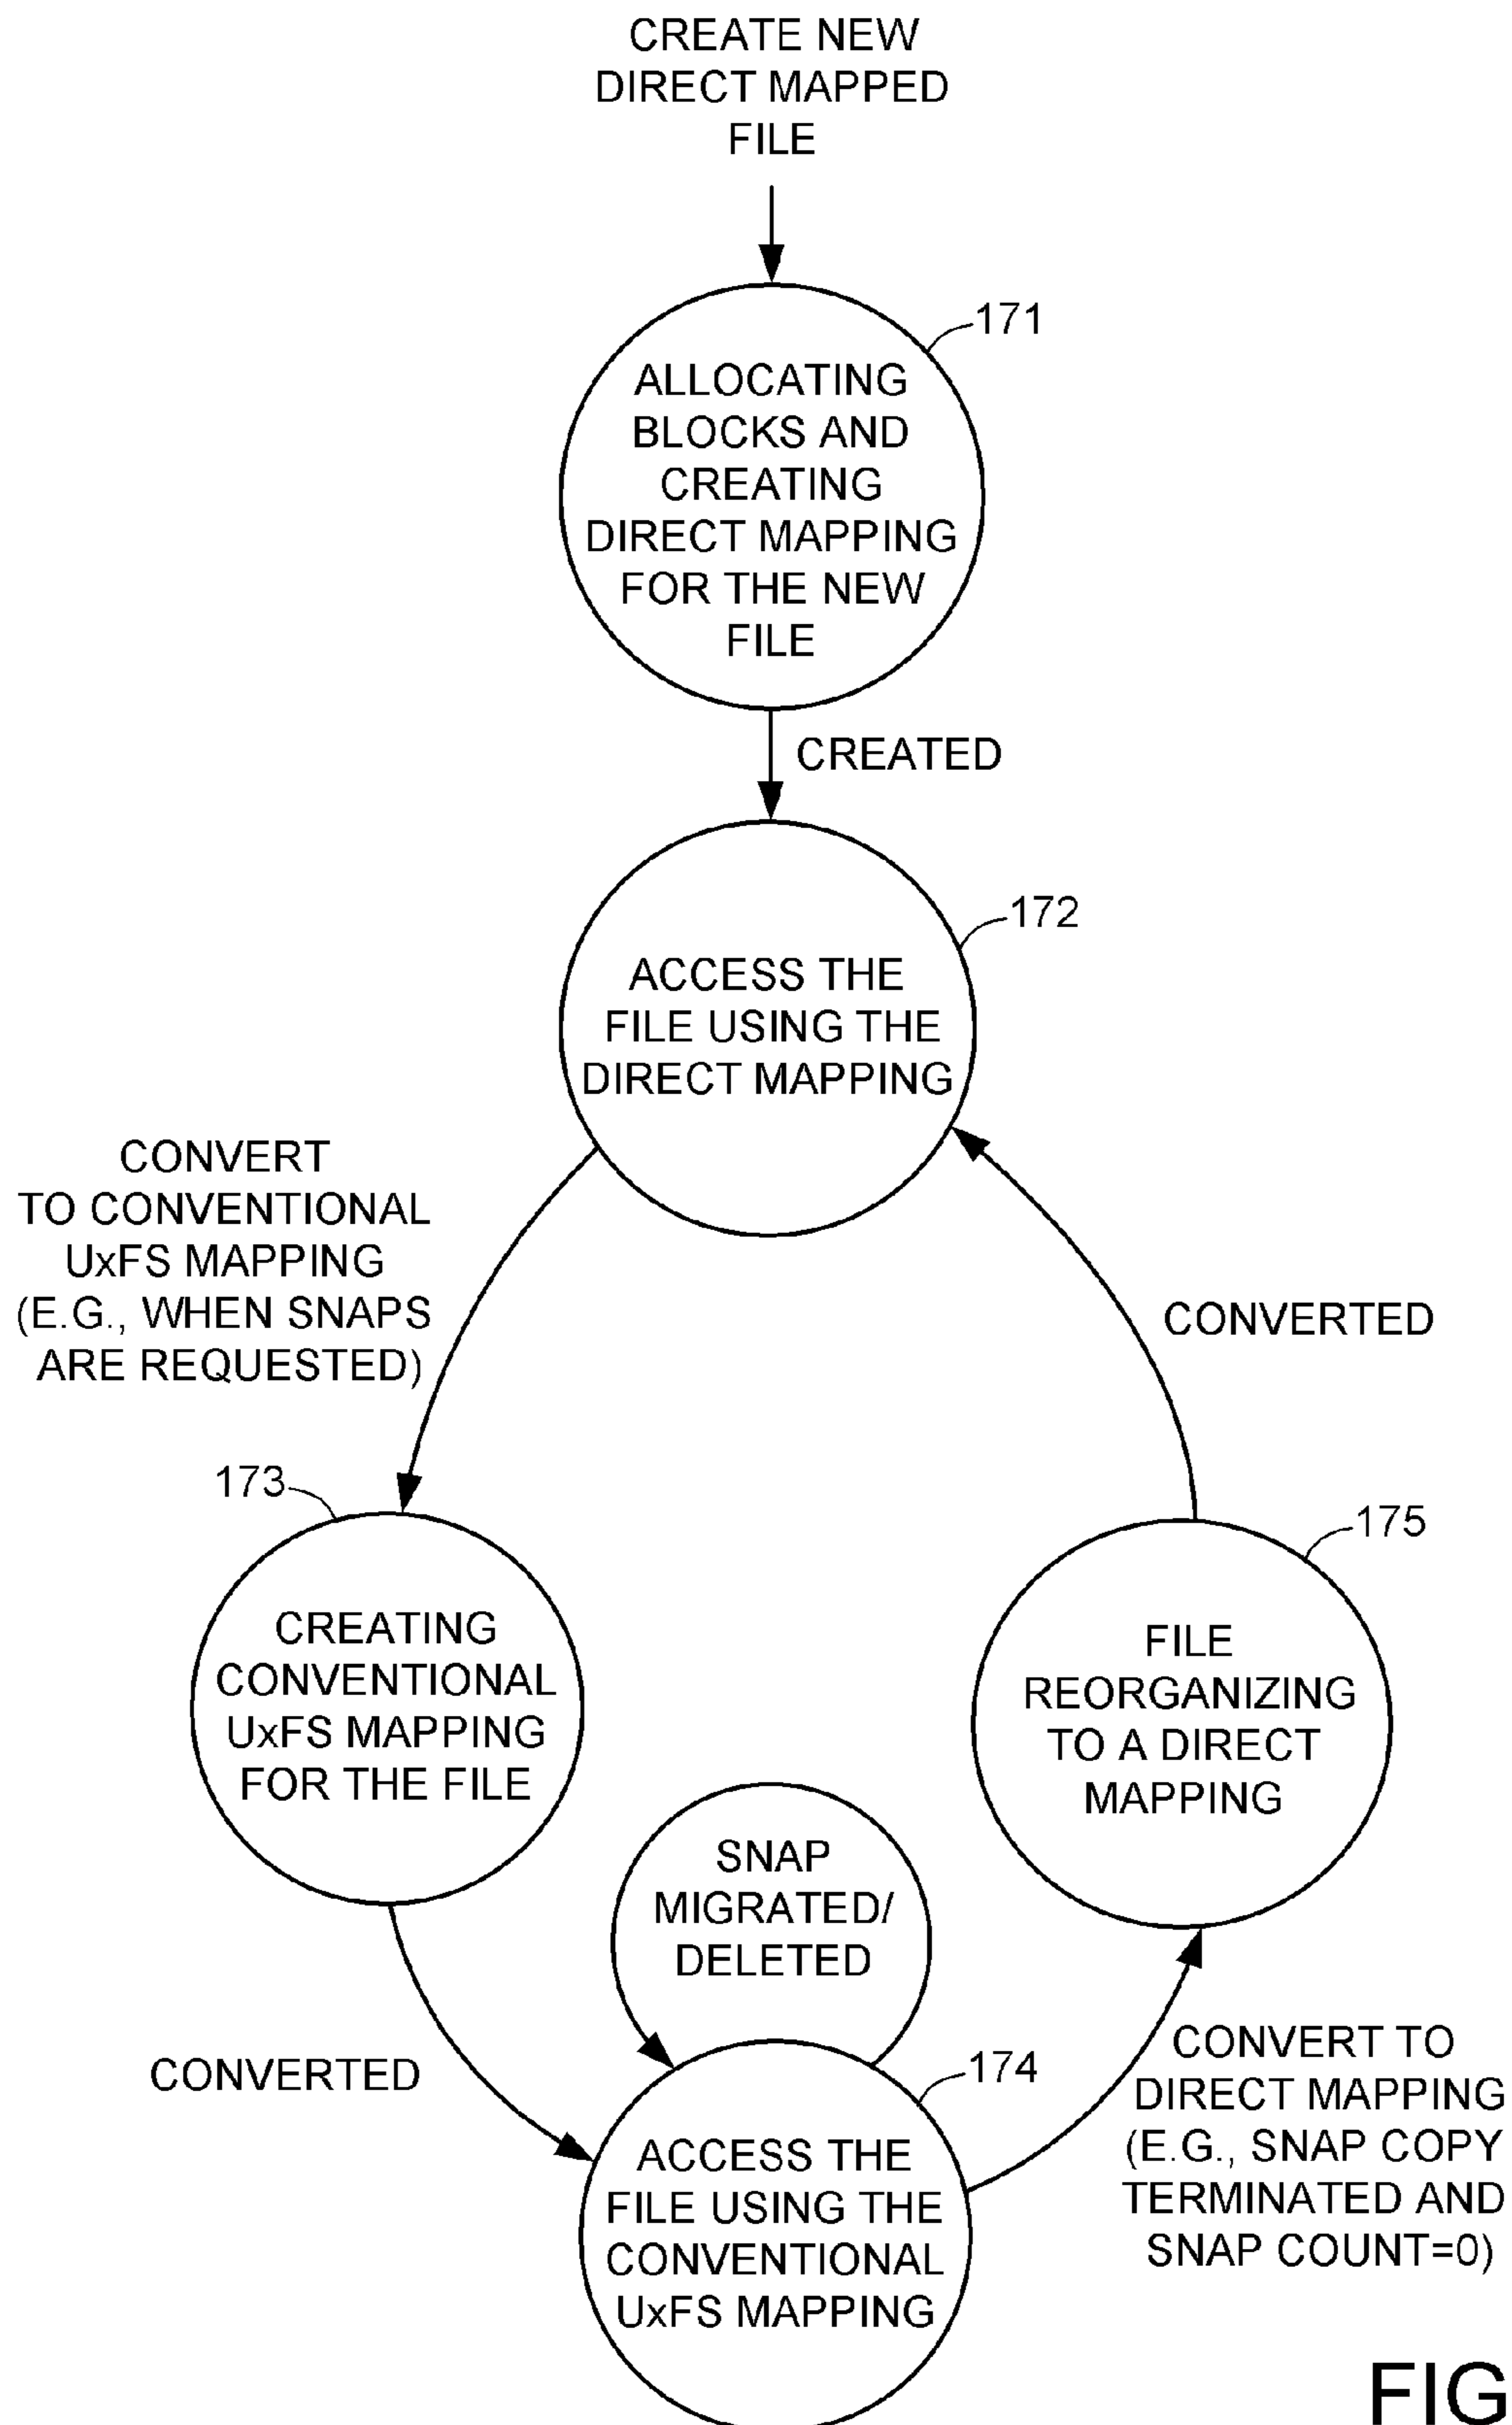 CREATE NEW
DIRECT MAPPED
FILE
171
ALLOCATING
BLOCKS AND
CREATING
DIRECT MAPPING
FOR THE NEW
FILE
CREATED
172
ACCESS THE
FILE USING THE
DIRECT MAPPING
CONVERT
TO CONVENTIONAL
UxFS MAPPING
(E.G., WHEN SNAPS
ARE REQUESTED)
CONVERTED
173
CREATING
CONVENTIONAL
UxFS MAPPING
FOR THE FILE
175
FILE
REORGANIZING
TO A DIRECT
MAPPING
SNAP
MIGRATED/
DELETED
CONVERTED
174
ACCESS THE
FILE USING THE
CONVENTIONAL
UxFS MAPPING
CONVERT TO
DIRECT MAPPING
(E.G., SNAP COPY
TERMINATED AND
SNAP COUNT=0)
FIG